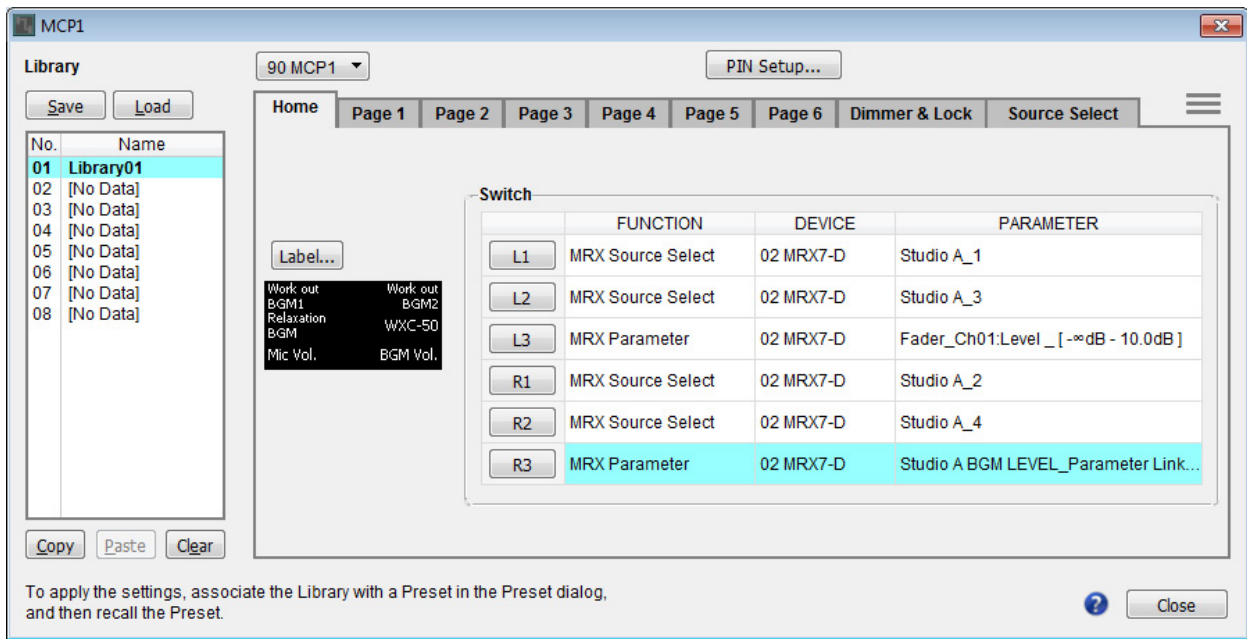 MCP1
Library
90 MCP1
PIN Setup...
Save Load
Home Page 1 Page 2 Page 3 Page 4 Page 5 Page 6 Dimmer & Lock Source Select
No. Name
01 Library01
02 [No Data]
03 [No Data]
04 [No Data]
05 [No Data]
06 [No Data]
07 [No Data]
08 [No Data]
Label...
Work out Work out
BGM1 BGM2
Relaxation
BGM WXC-50
Mic Vol. BGM Vol.
Switch
FUNCTION DEVICE PARAMETER
L1 MRX Source Select 02 MRX7-D Studio A_1
L2 MRX Source Select 02 MRX7-D Studio A_3
L3 MRX Parameter 02 MRX7-D Fader_Ch01:Level _ [ -∞dB - 10.0dB ]
R1 MRX Source Select 02 MRX7-D Studio A_2
R2 MRX Source Select 02 MRX7-D Studio A_4
R3 MRX Parameter 02 MRX7-D Studio A BGM LEVEL_Parameter Link...
Copy Paste Clear
To apply the settings, associate the Library with a Preset in the Preset dialog,
and then recall the Preset.
? Close